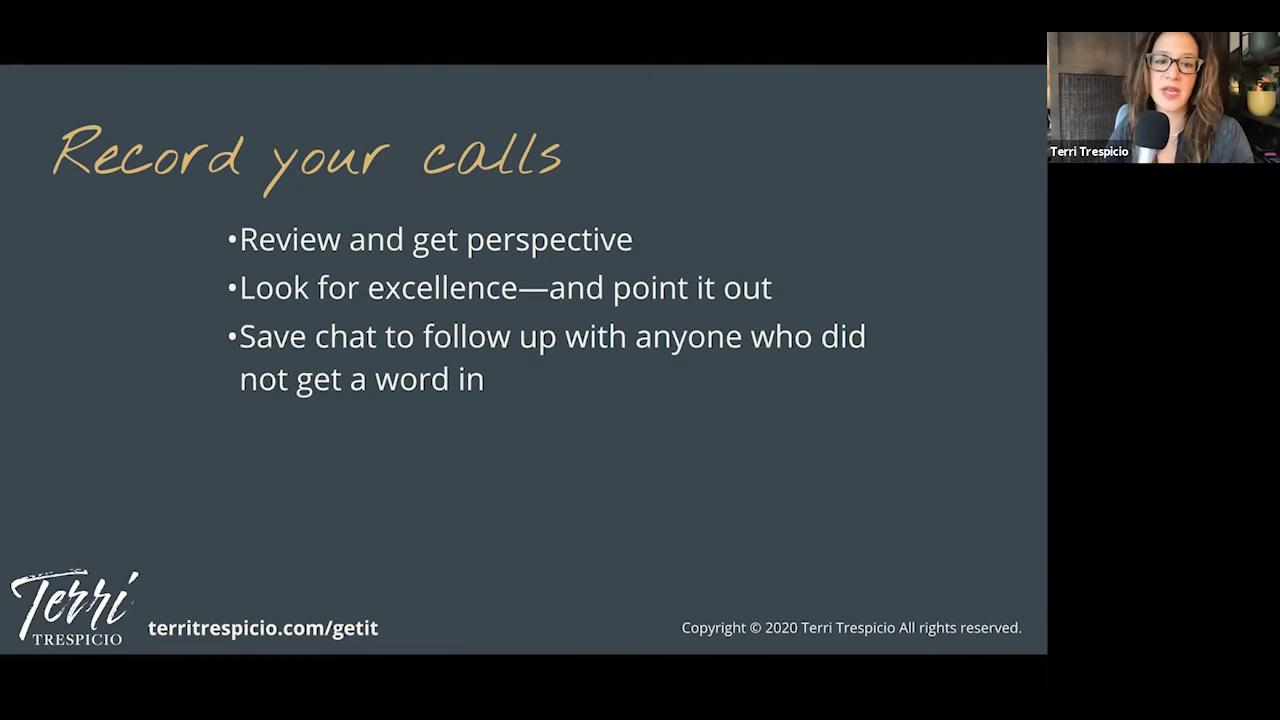 Record your calls
•Review and get perspective
•Look for excellence—and point it out
•Save chat to follow up with anyone who did
not get a word in
Terri
TRESPICIO
territrespicio.com/getit
Copyright © 2020 Terri Trespicio All rights reserved.
Terri Trespicio